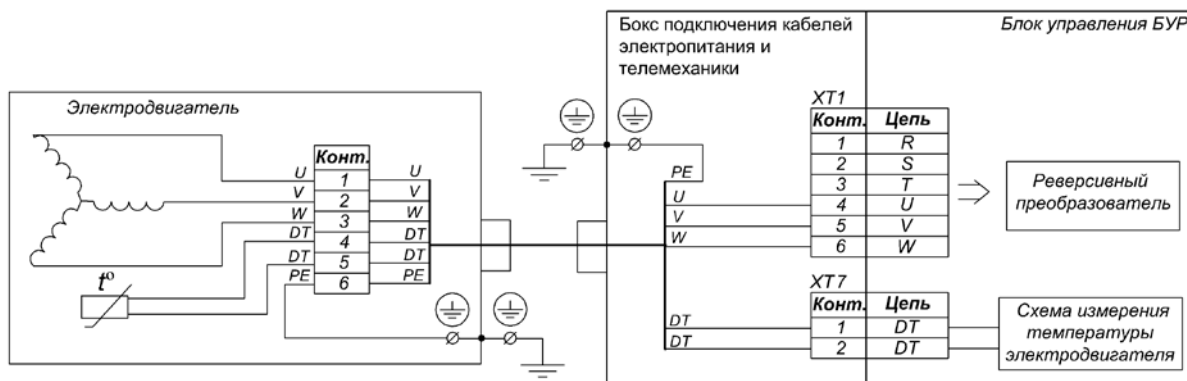 Бокс подключения кабелей
электропитания и
телемеханики
Блок управления БУР
Электродвигатель
Конт.
U 1 U
V 2 V
W 3 W
DT 4 DT
DT 5 DT
PE 6 PE
t°
PE
U
V
W
DT
DT
XT1
Конт. Цепь
1 R
2 S
3 T
4 U
5 V
6 W
Реверсивный
преобразователь
XT7
Конт. Цепь
1 DT
2 DT
Схема измерения
температуры
электродвигателя